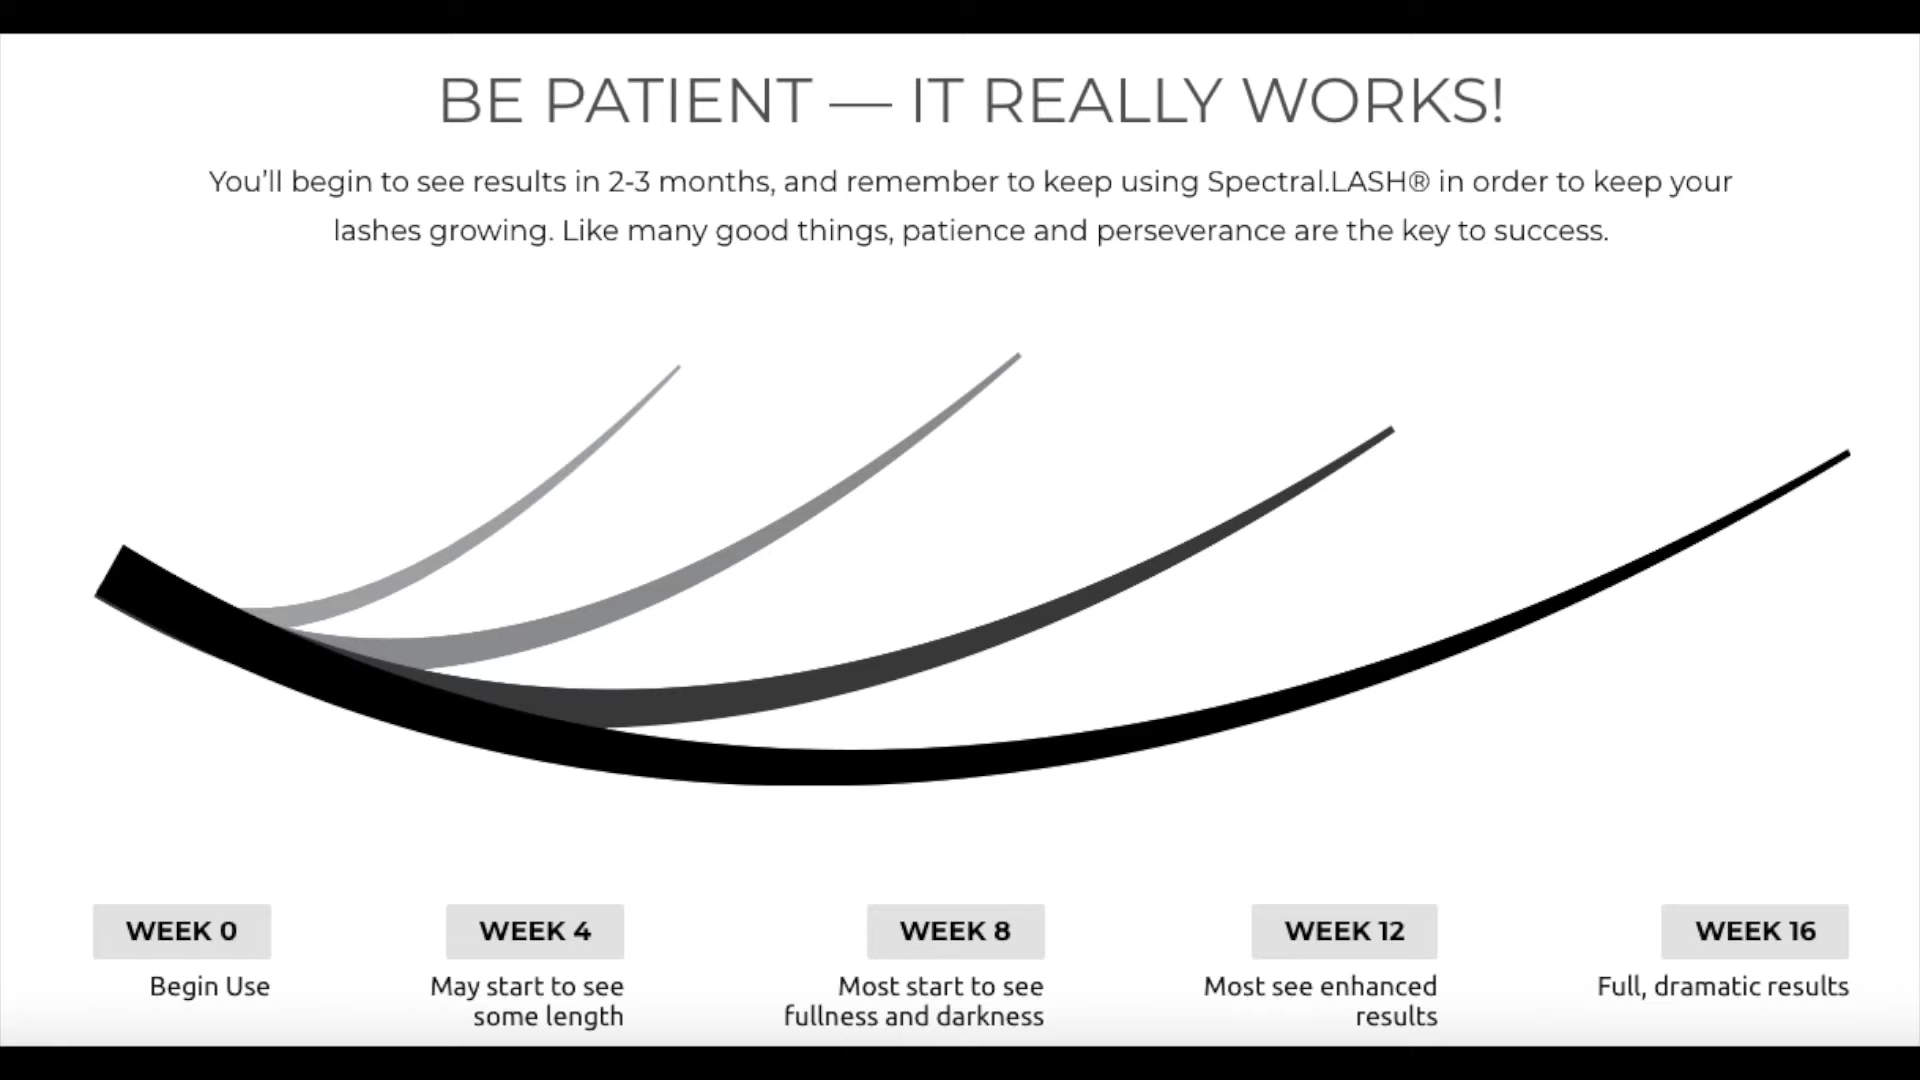 BE PATIENT — IT REALLY WORKS!
You’ll begin to see results in 2-3 months, and remember to keep using Spectral.LASH® in order to keep your
lashes growing. Like many good things, patience and perseverance are the key to success.
WEEK 0
Begin Use
WEEK 4
May start to see
some length
WEEK 8
Most start to see
fullness and darkness
WEEK 12
Most see enhanced
results
WEEK 16
Full, dramatic results